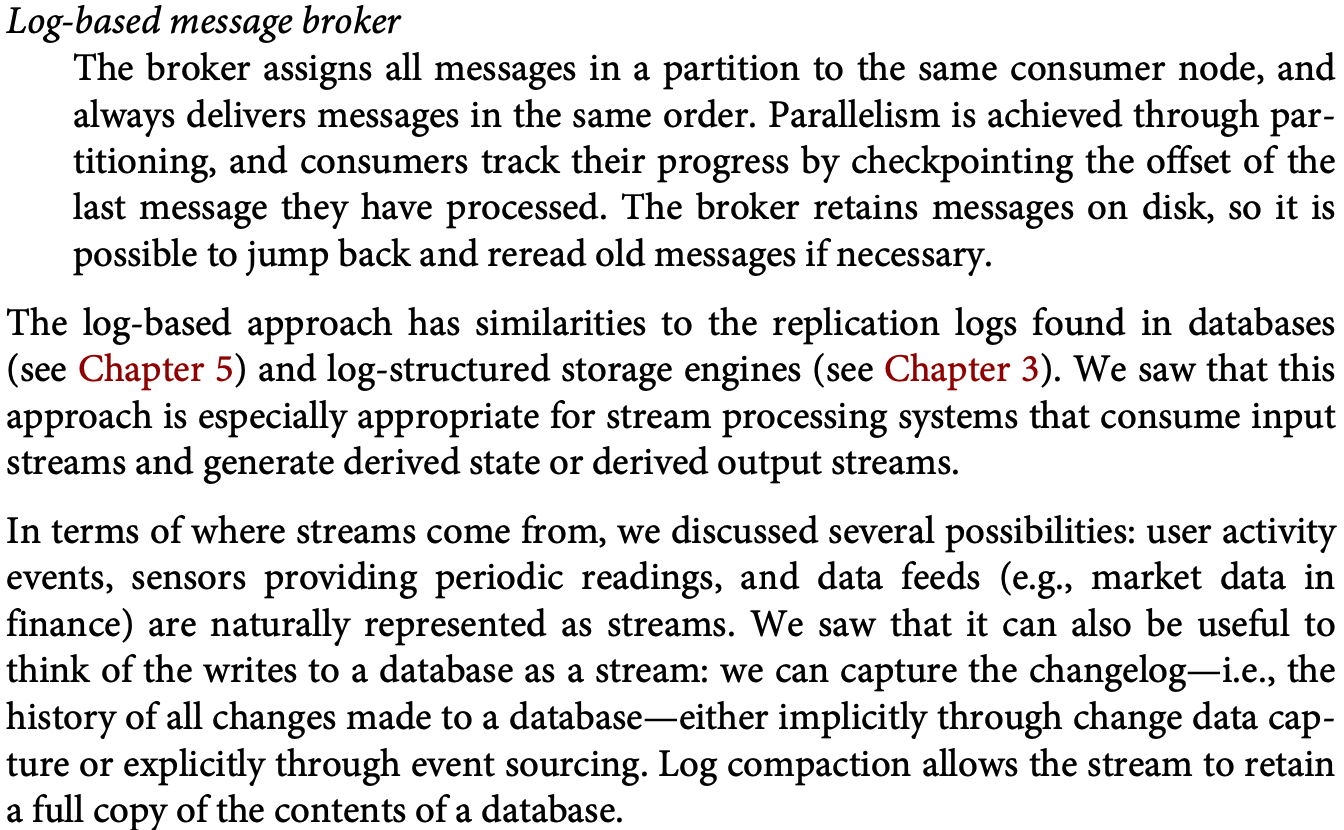 Log-based message broker
The broker assigns all messages in a partition to the same consumer node, and
always delivers messages in the same order. Parallelism is achieved through par-
titioning, and consumers track their progress by checkpointing the offset of the
last message they have processed. The broker retains messages on disk, so it is
possible to jump back and reread old messages if necessary.
The log-based approach has similarities to the replication logs found in databases
(see Chapter 5) and log-structured storage engines (see Chapter 3). We saw that this
approach is especially appropriate for stream processing systems that consume input
streams and generate derived state or derived output streams.
In terms of where streams come from, we discussed several possibilities: user activity
events, sensors providing periodic readings, and data feeds (e.g., market data in
finance) are naturally represented as streams. We saw that it can also be useful to
think of the writes to a database as a stream: we can capture the changelog—i.e., the
history of all changes made to a database—either implicitly through change data cap-
ture or explicitly through event sourcing. Log compaction allows the stream to retain
a full copy of the contents of a database.